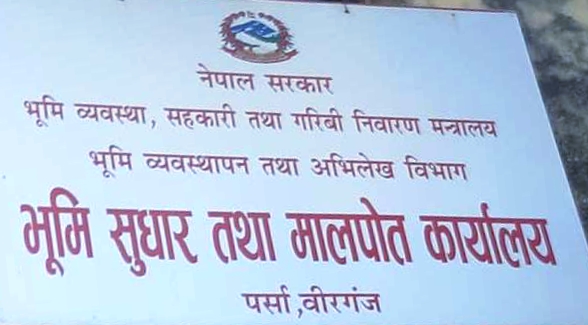 नेपाल सरकार
भूमि व्यवस्था, सहकारी तथा गरिबी निवारण मन्त्रालय
भूमि व्यवस्थापन तथा अभिलेख विभाग
भूमि सुधार तथा मालपोत कार्यालय
पर्सा ,वीरगंज